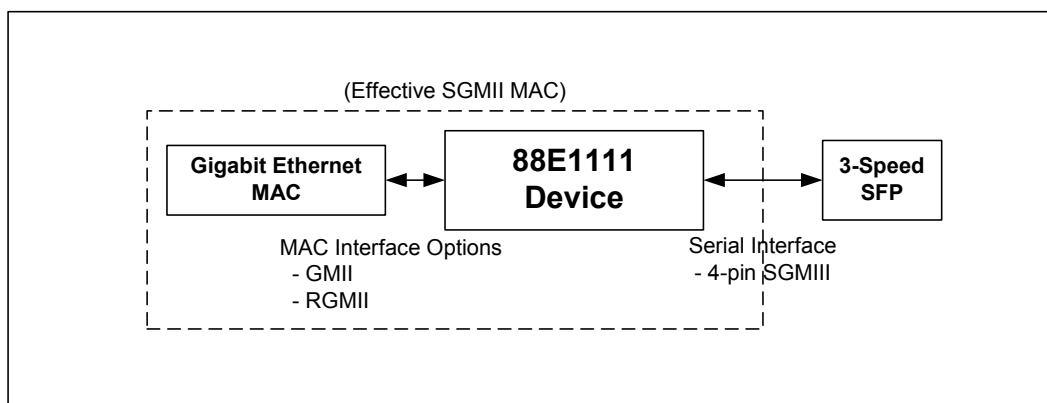 (Effective SGMII MAC)
Gigabit Ethernet
MAC
88E1111
Device
3-Speed
SFP
MAC Interface Options
- GMII
- RGMII
Serial Interface
- 4-pin SGMIII